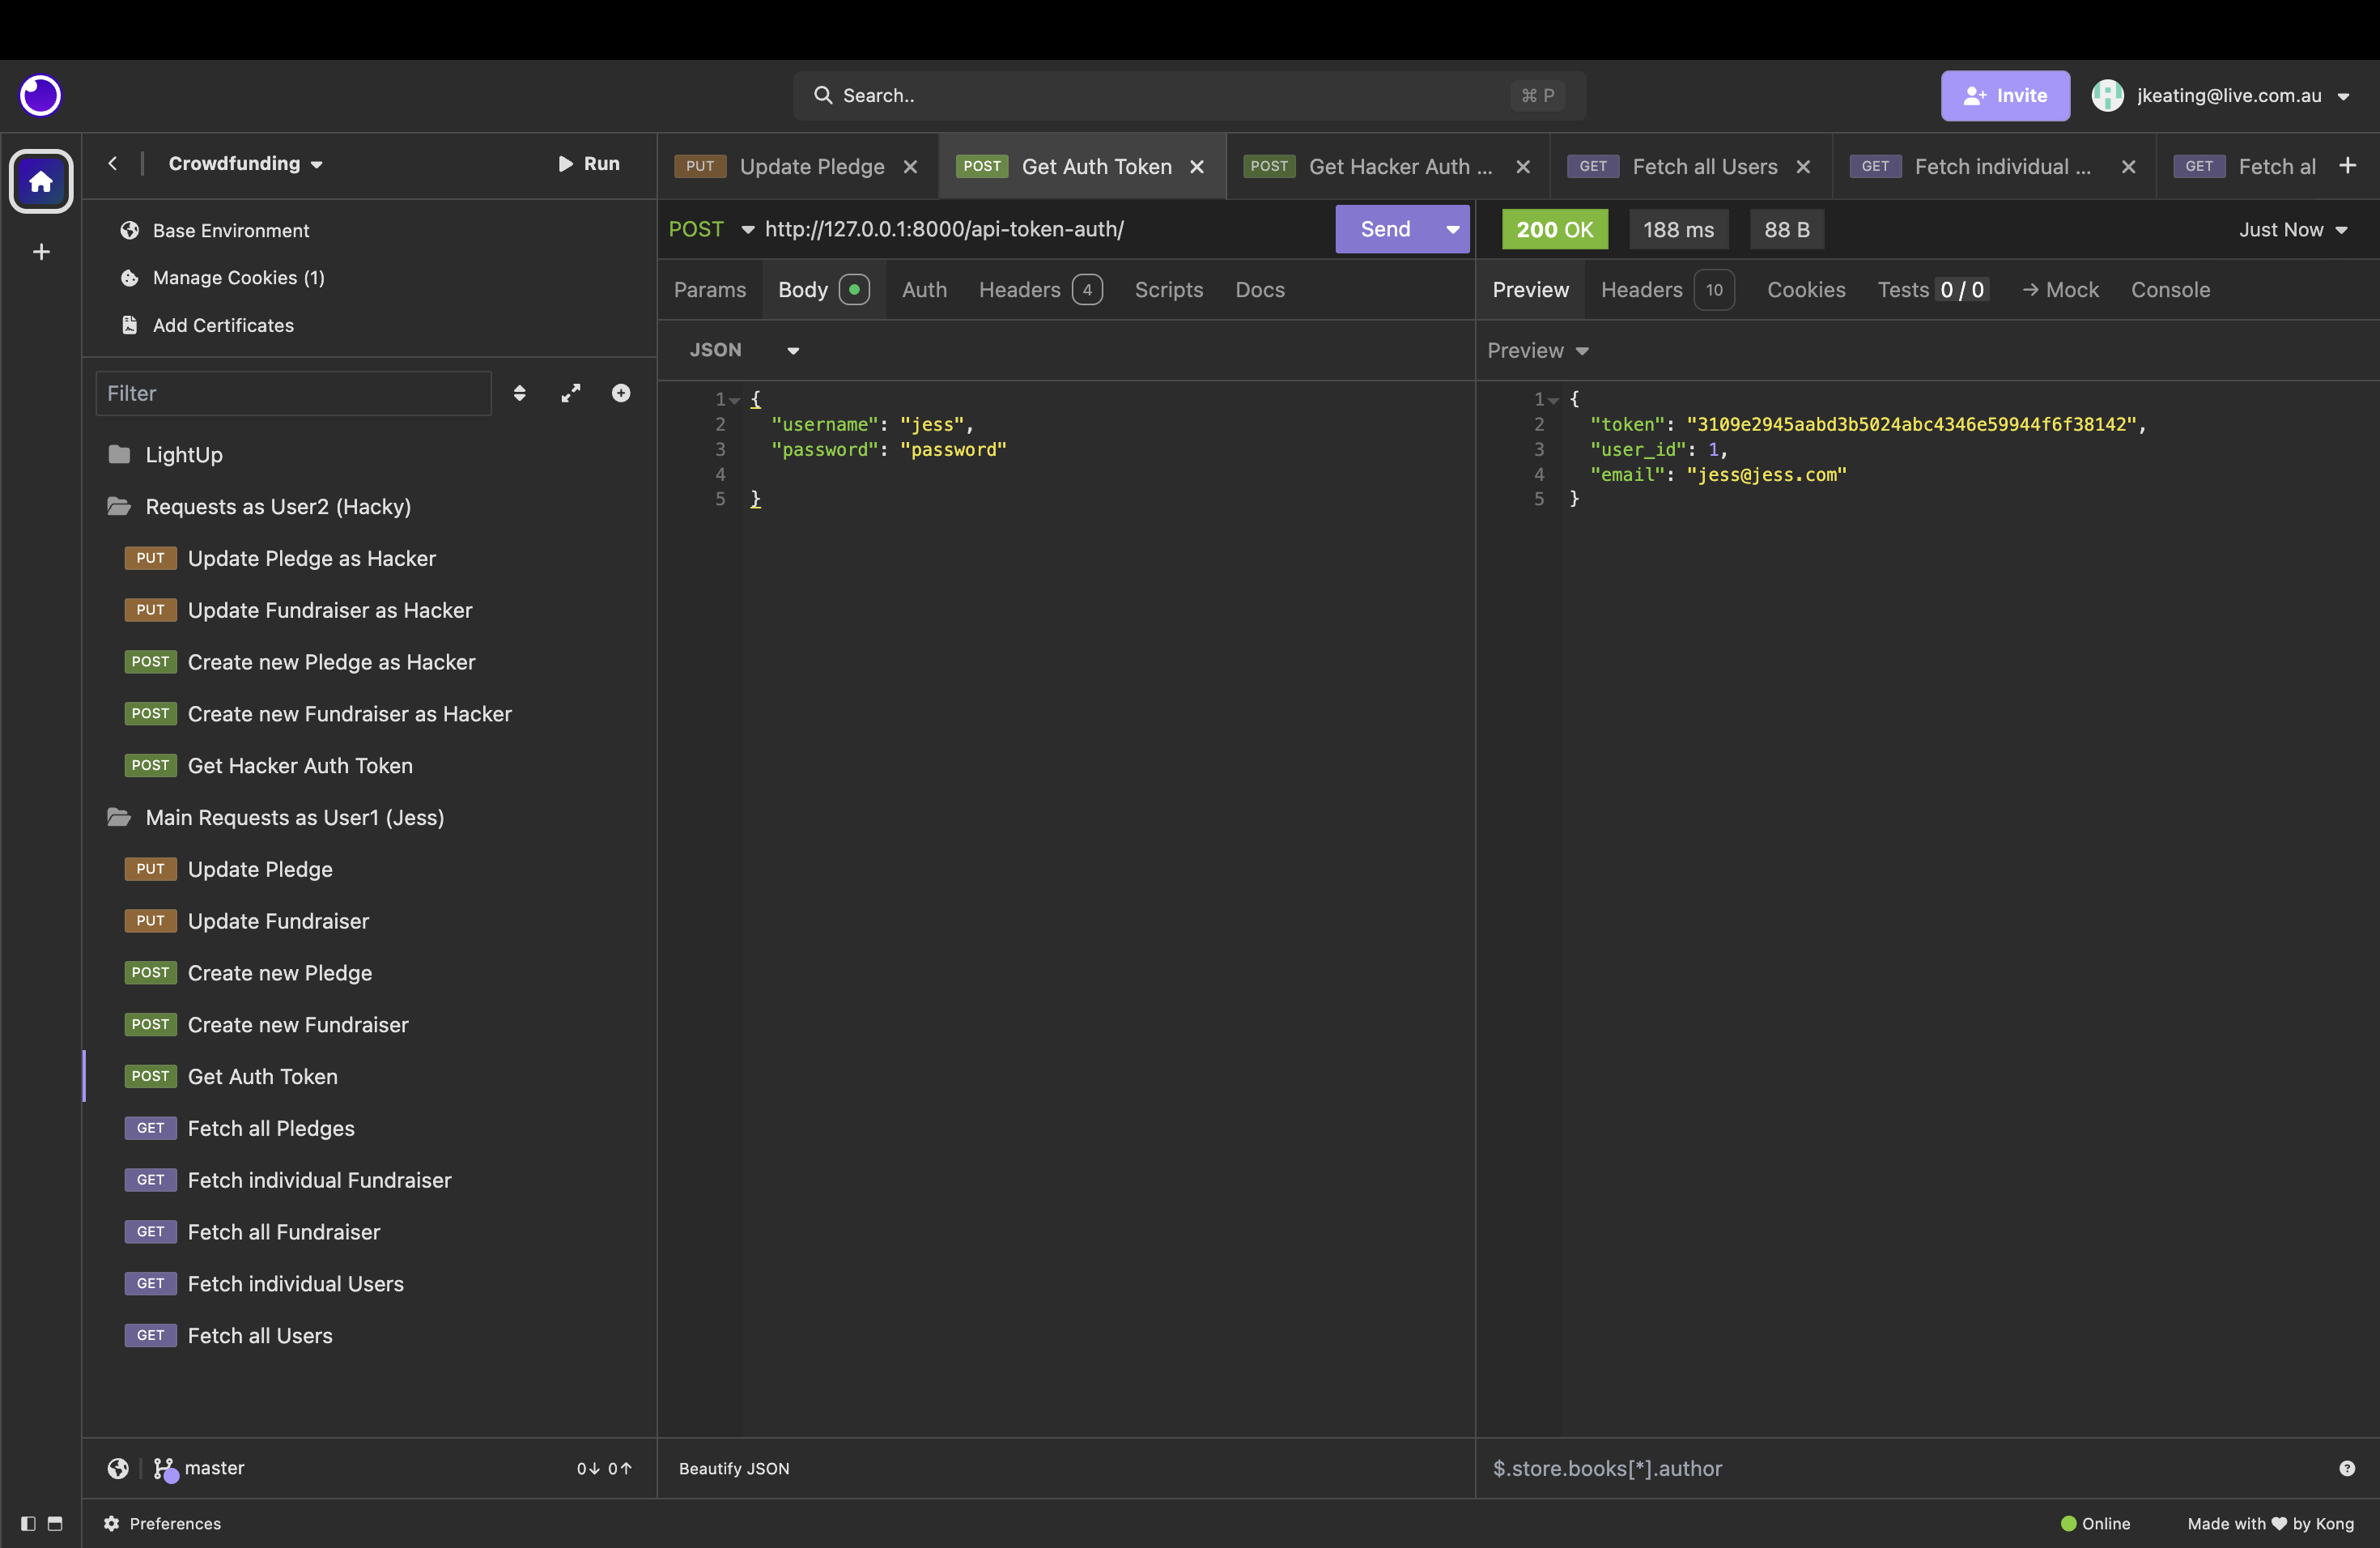 Search..
⌘ P
Invite
jkeating@live.com.au
Crowdfunding
Run
Base Environment
Manage Cookies (1)
Add Certificates
Filter
LightUp
Requests as User2 (Hacky)
PUT Update Pledge as Hacker
PUT Update Fundraiser as Hacker
POST Create new Pledge as Hacker
POST Create new Fundraiser as Hacker
POST Get Hacker Auth Token
Main Requests as User1 (Jess)
PUT Update Pledge
PUT Update Fundraiser
POST Create new Pledge
POST Create new Fundraiser
POST Get Auth Token
GET Fetch all Pledges
GET Fetch individual Fundraiser
GET Fetch all Fundraiser
GET Fetch individual Users
GET Fetch all Users
master
0↓ 0↑
PUT Update Pledge
POST Get Auth Token
POST Get Hacker Auth ...
GET Fetch all Users
GET Fetch individual ...
GET Fetch al
POST http://127.0.0.1:8000/api-token-auth/
Send
Params Body Auth Headers 4 Scripts Docs
JSON
1 {
2 "username": "jess",
3 "password": "password"
4
5 }
Beautify JSON
200 OK 188 ms 88 B
Just Now
Preview Headers 10 Cookies Tests 0 / 0 → Mock Console
Preview
1 {
2 "token": "3109e2945aabd3b5024abc4346e59944f6f38142",
3 "user_id": 1,
4 "email": "jess@jess.com"
5 }
$.store.books[*].author
Preferences
Online
Made with ♥ by Kong